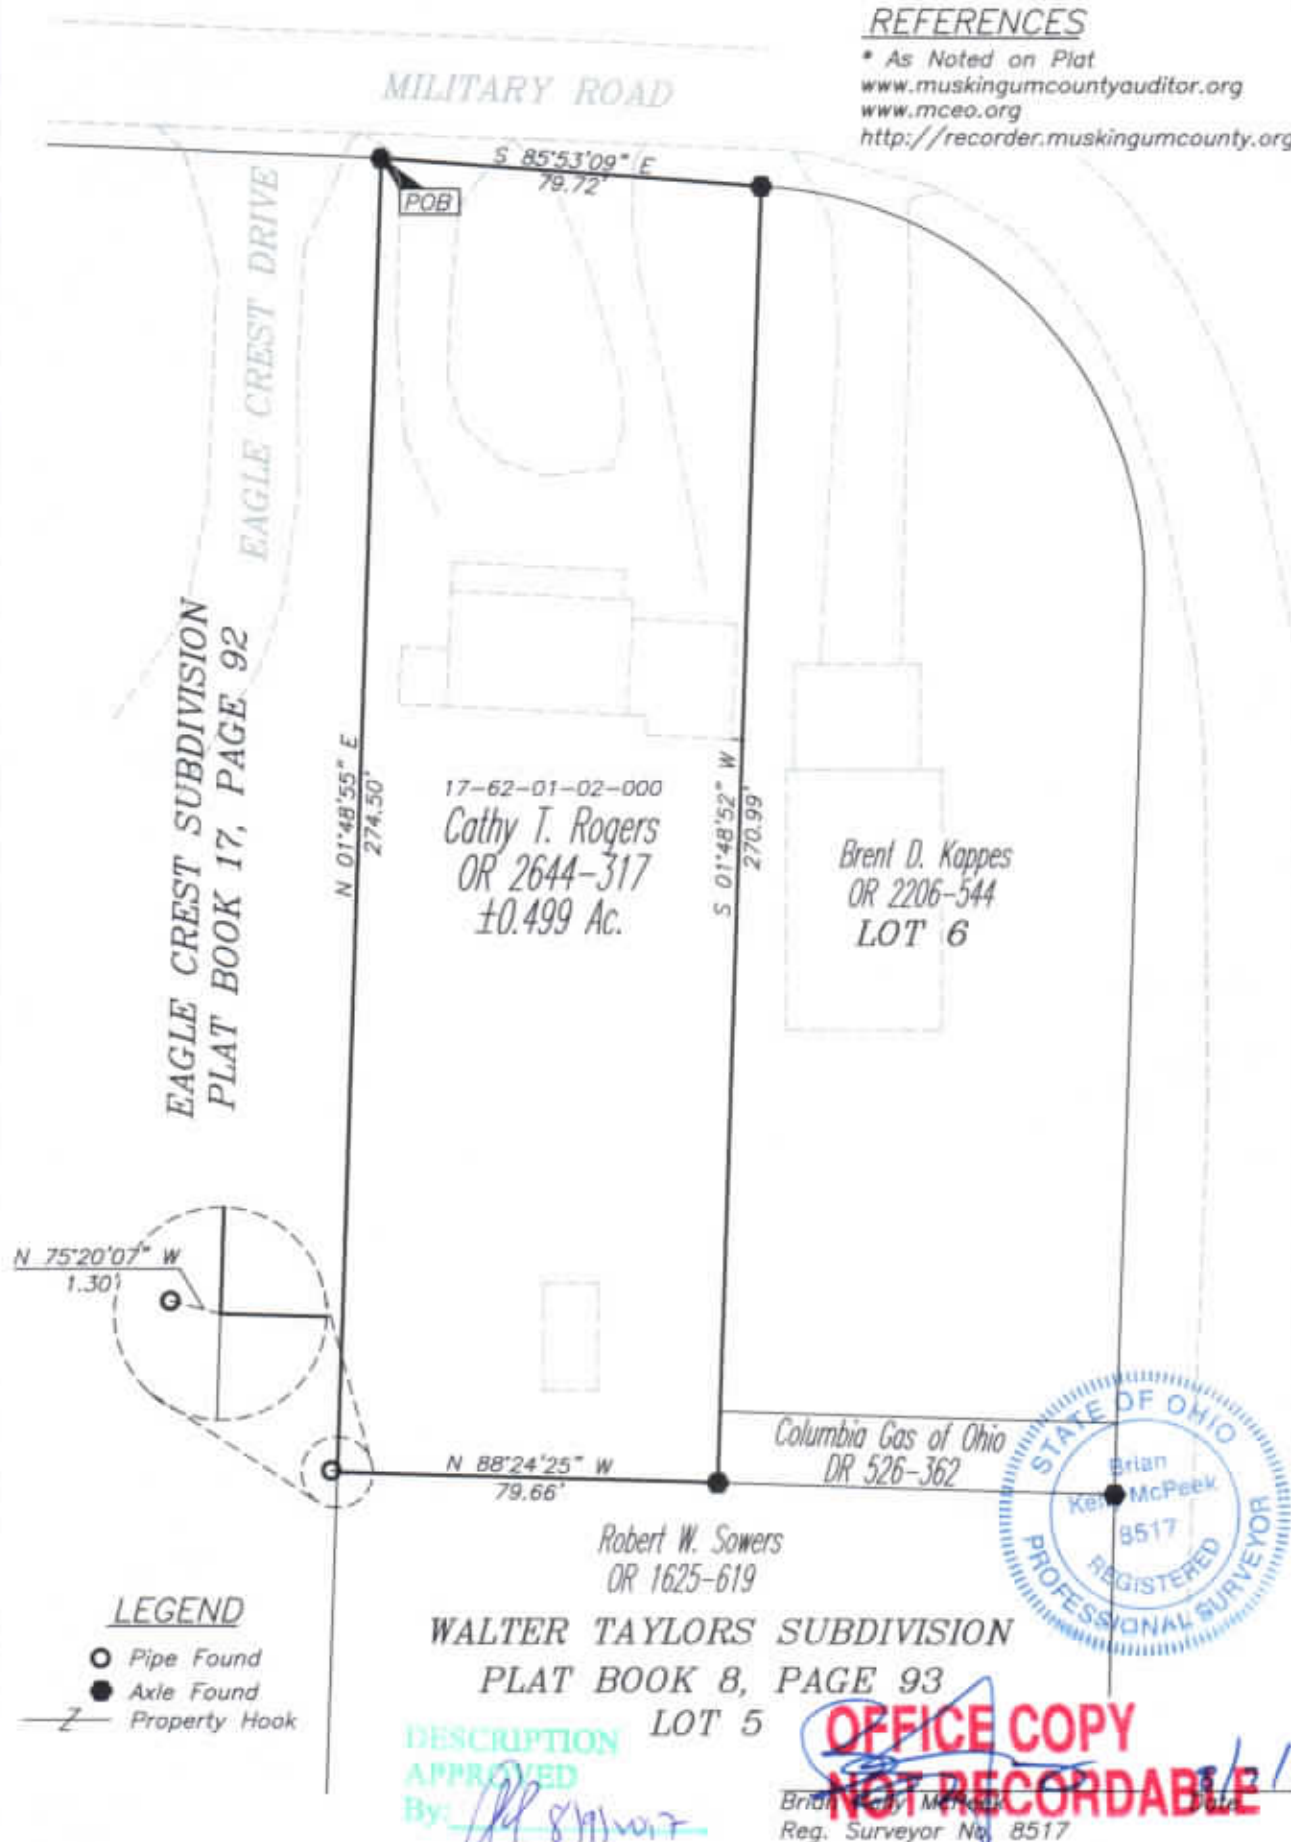 REFERENCES
* As Noted on Plat
www.muskingumcountyauditor.org
www.mceo.org
http://recorder.muskingumcounty.org
MILITARY ROAD
S 85°53'09" E
79.72'
POB
EAGLE CREST DRIVE
EAGLE CREST SUBDIVISION
PLAT BOOK 17, PAGE 92
N 01°48'55" E
274.50'
17-62-01-02-000
Cathy T. Rogers
OR 2644-317
±0.499 Ac.
S 01°48'52" W
270.99'
Brent D. Kappes
OR 2206-544
LOT 6
N 75°20'07" W
1.30'
N 88°24'25" W
79.66'
Columbia Gas of Ohio
DR 526-362
STATE OF OHIO
Brian
McPeek
8517
REGISTERED
PROFESSIONAL SURVEYOR
Robert W. Sowers
OR 1625-619
WALTER TAYLORS SUBDIVISION
PLAT BOOK 8, PAGE 93
LOT 5
LEGEND
Pipe Found
Axle Found
Z Property Hook
DESCRIPTION
APPROVED
By: 8/9/2017
OFFICE COPY
NOT RECORDABLE
Brian McPeek
Date
Reg. Surveyor No. 8517